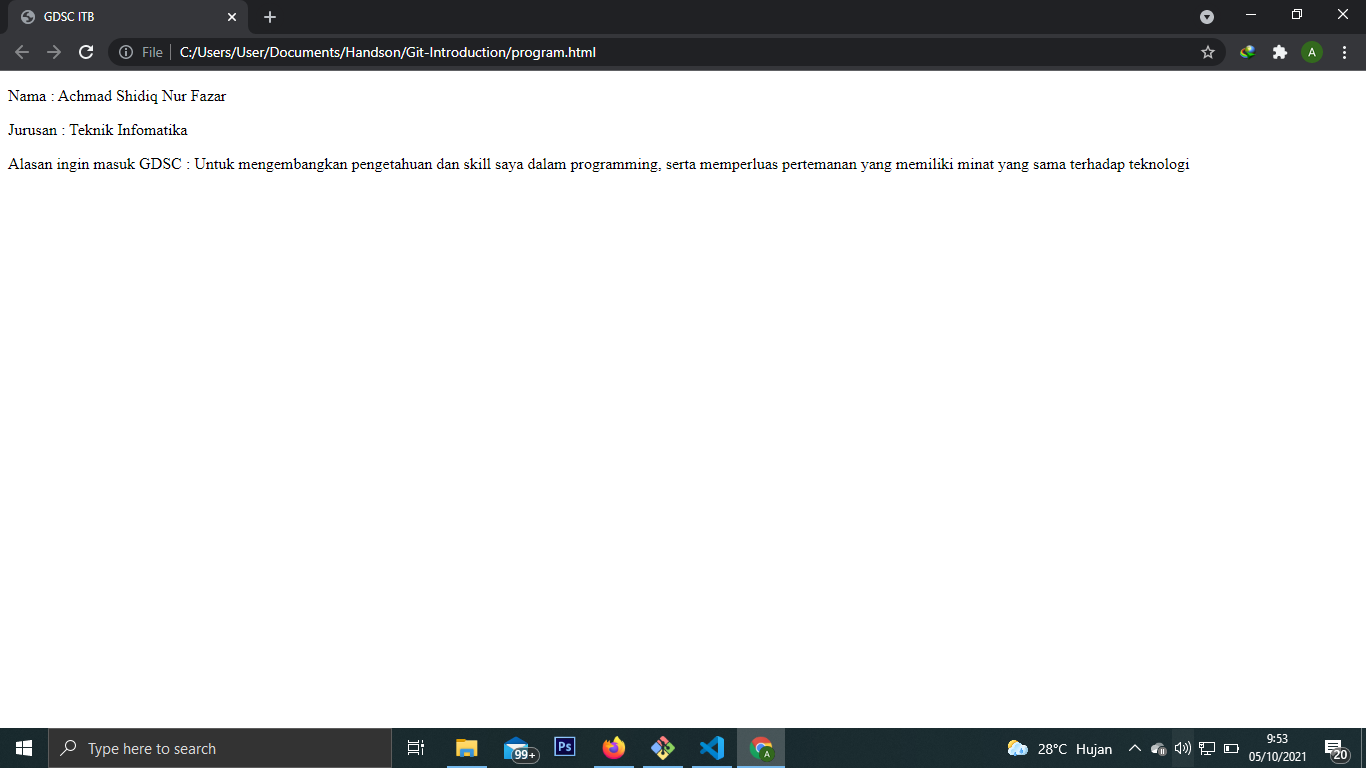 GDSC ITB
File
C:/Users/User/Documents/Handson/Git-Introduction/program.html
A
Nama : Achmad Shidiq Nur Fazar
Jurusan : Teknik Infomatika
Alasan ingin masuk GDSC : Untuk mengembangkan pengetahuan dan skill saya dalam programming, serta memperluas pertemanan yang memiliki minat yang sama terhadap teknologi
Type here to search
99+
Ps
A
28°C Hujan
9:53
05/10/2021
20